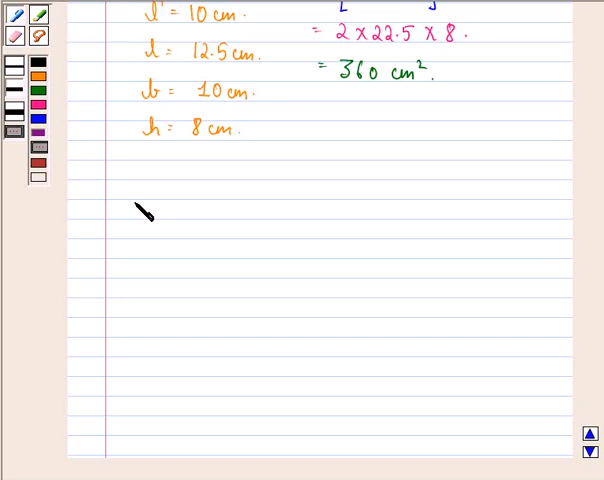 l' = 10 cm.
l = 12.5 cm.
b = 10 cm.
h = 8 cm.
= 2 × 22.5 × 8.
= 360 cm².